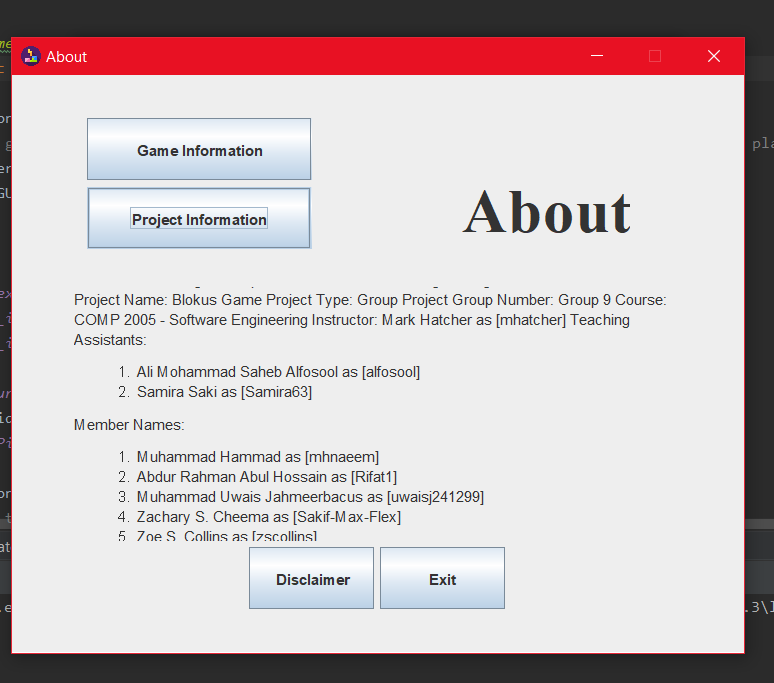 About
Game Information
Project Information
About
Project Name: Blokus Game Project Type: Group Project Group Number: Group 9 Course:
COMP 2005 - Software Engineering Instructor: Mark Hatcher as [mhatcher] Teaching
Assistants:
1. Ali Mohammad Saheb Alfosool as [alfosool]
2. Samira Saki as [Samira63]
Member Names:
1. Muhammad Hammad as [mhnaeem]
2. Abdur Rahman Abul Hossain as [Rifat1]
3. Muhammad Uwais Jahmeerbacus as [uwaisj241299]
4. Zachary S. Cheema as [Sakif-Max-Flex]
5. Zoe S. Collins as [zscollins]
Disclaimer
Exit